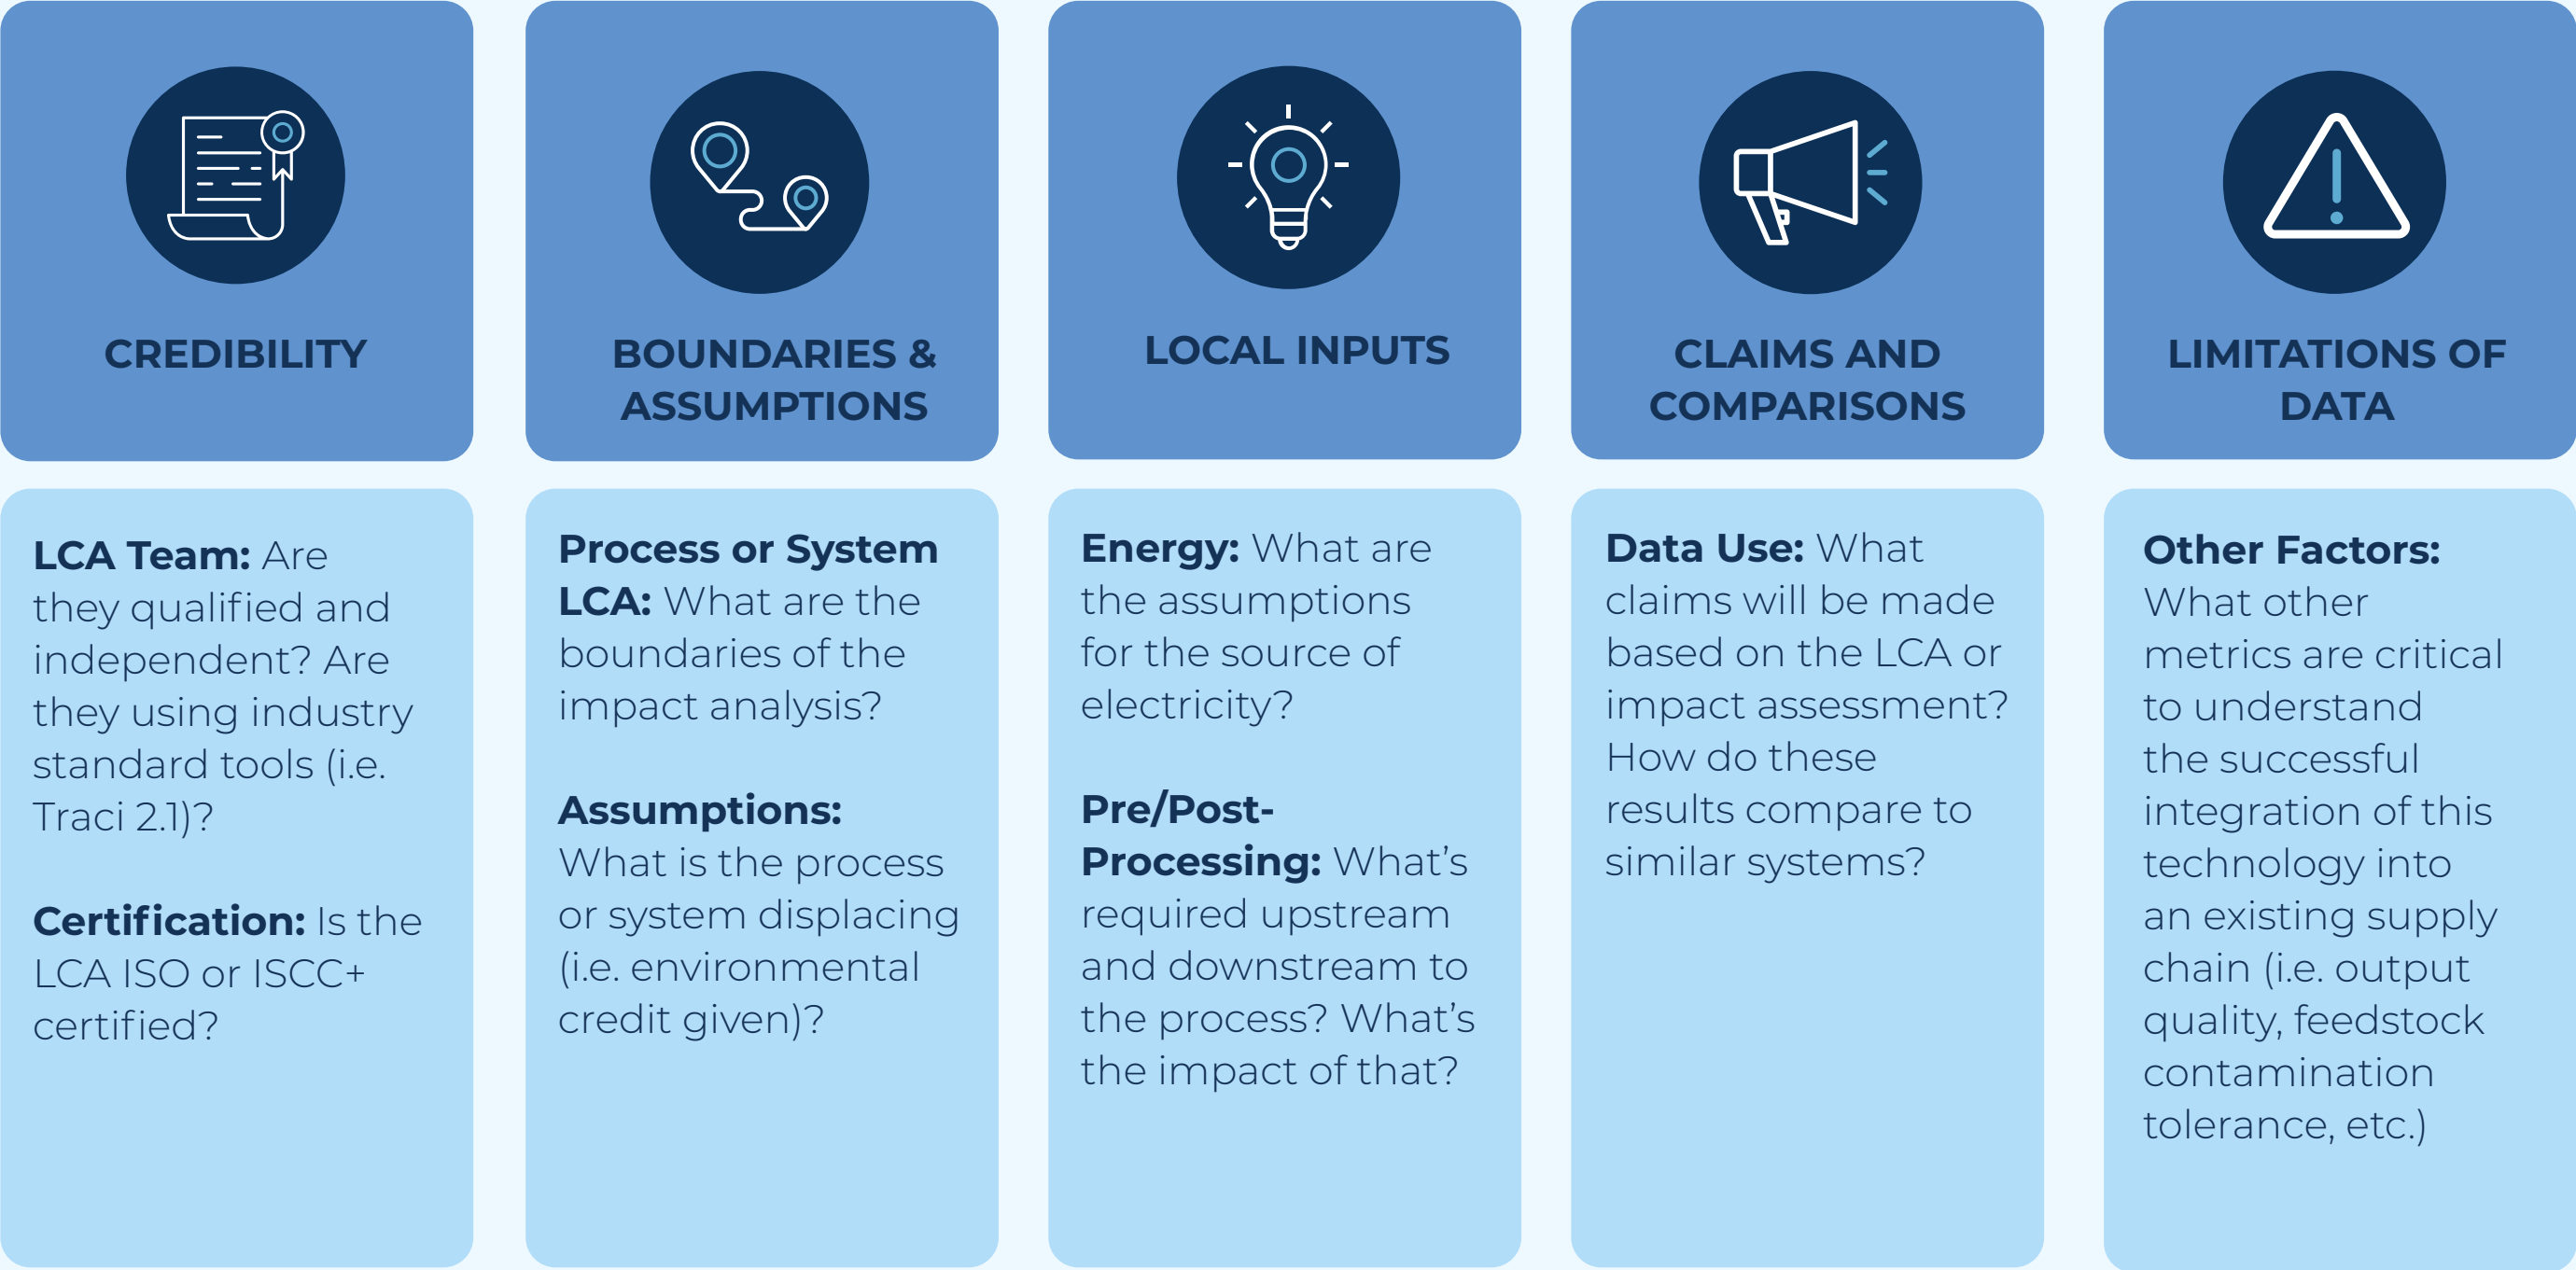 CREDIBILITY
LCA Team: Are
they qualified and
independent? Are
they using industry
standard tools (i.e.
Traci 2.1)?
Certification: Is the
LCA ISO or ISCC+
certified?
BOUNDARIES &
ASSUMPTIONS
Process or System
LCA: What are the
boundaries of the
impact analysis?
Assumptions:
What is the process
or system displacing
(i.e. environmental
credit given)?
LOCAL INPUTS
Energy: What are
the assumptions
for the source of
electricity?
Pre/Post-
Processing: What’s
required upstream
and downstream to
the process? What’s
the impact of that?
CLAIMS AND
COMPARISONS
Data Use: What
claims will be made
based on the LCA or
impact assessment?
How do these
results compare to
similar systems?
LIMITATIONS OF
DATA
Other Factors:
What other
metrics are critical
to understand
the successful
integration of this
technology into
an existing supply
chain (i.e. output
quality, feedstock
contamination
tolerance, etc.)